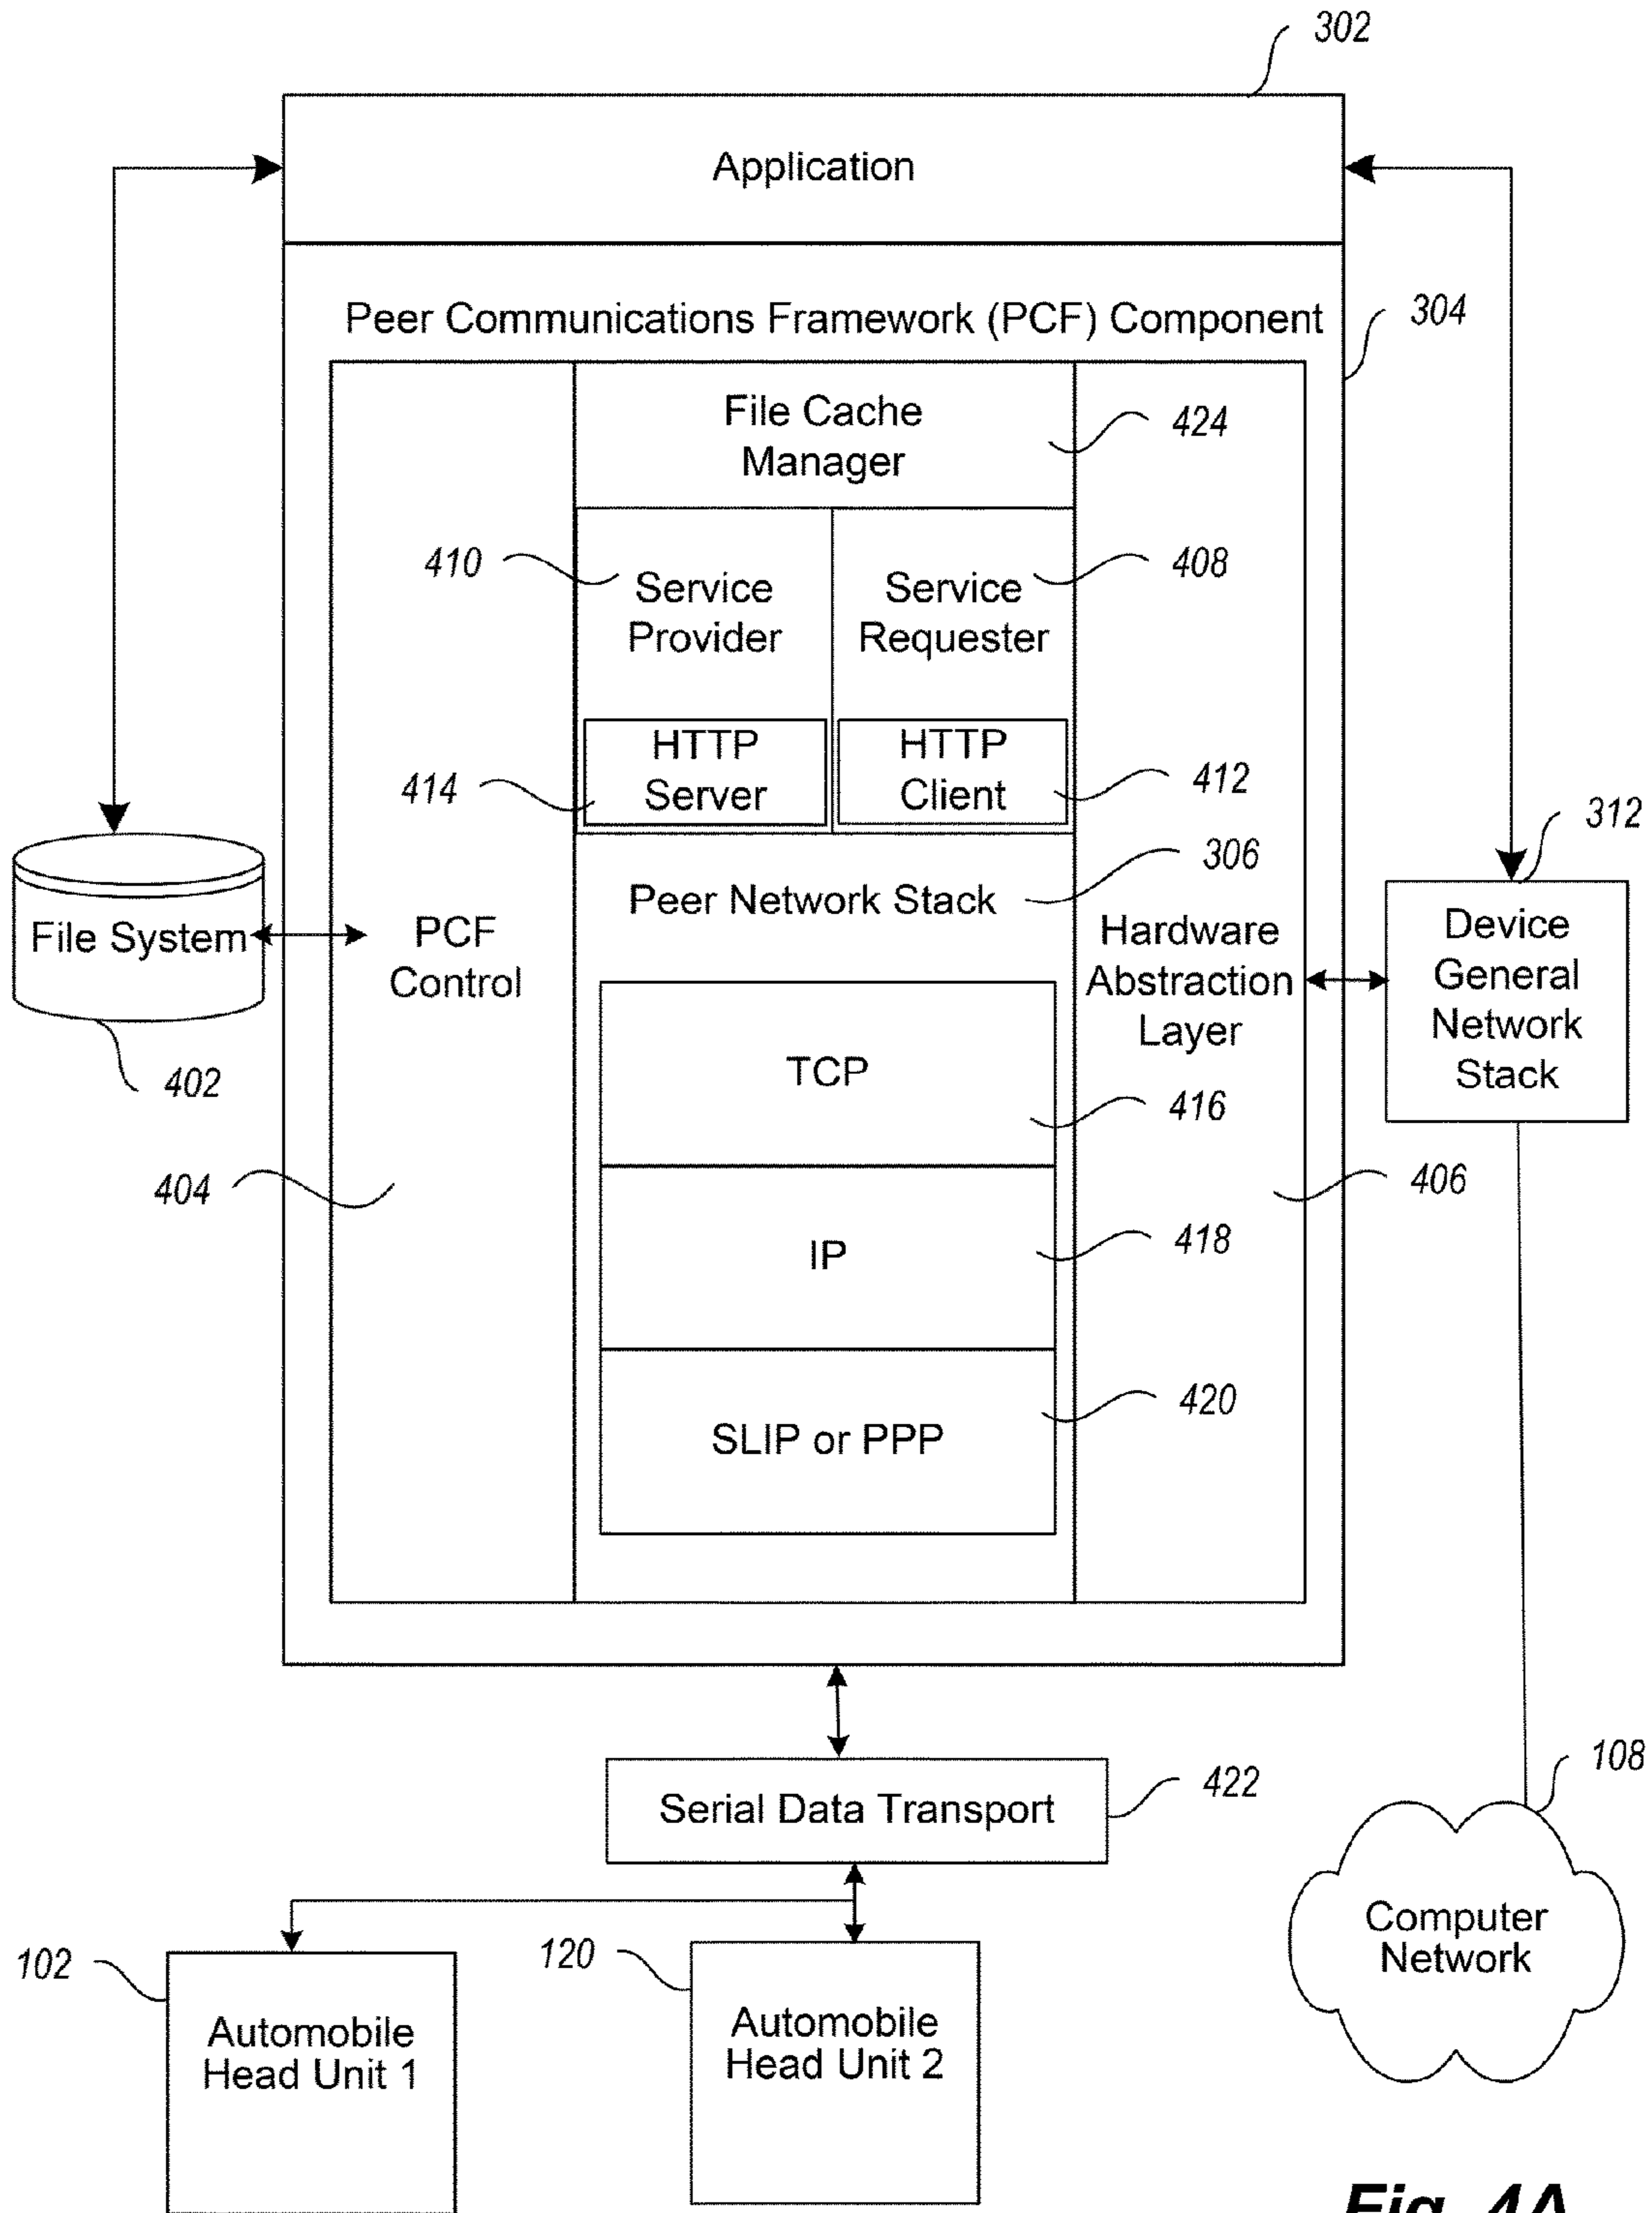 302
Application
Peer Communications Framework (PCF) Component
304
File Cache
Manager
424
410
Service
Provider
Service
Requester
408
HTTP
Server
414
HTTP
Client
412
306
312
Peer Network Stack
File System
PCF
Control
Hardware
Abstraction
Layer
Device
General
Network
Stack
402
TCP
416
404
406
IP
418
SLIP or PPP
420
108
Serial Data Transport
422
Computer
Network
102
120
Automobile
Head Unit 1
Automobile
Head Unit 2
Fig. 4A